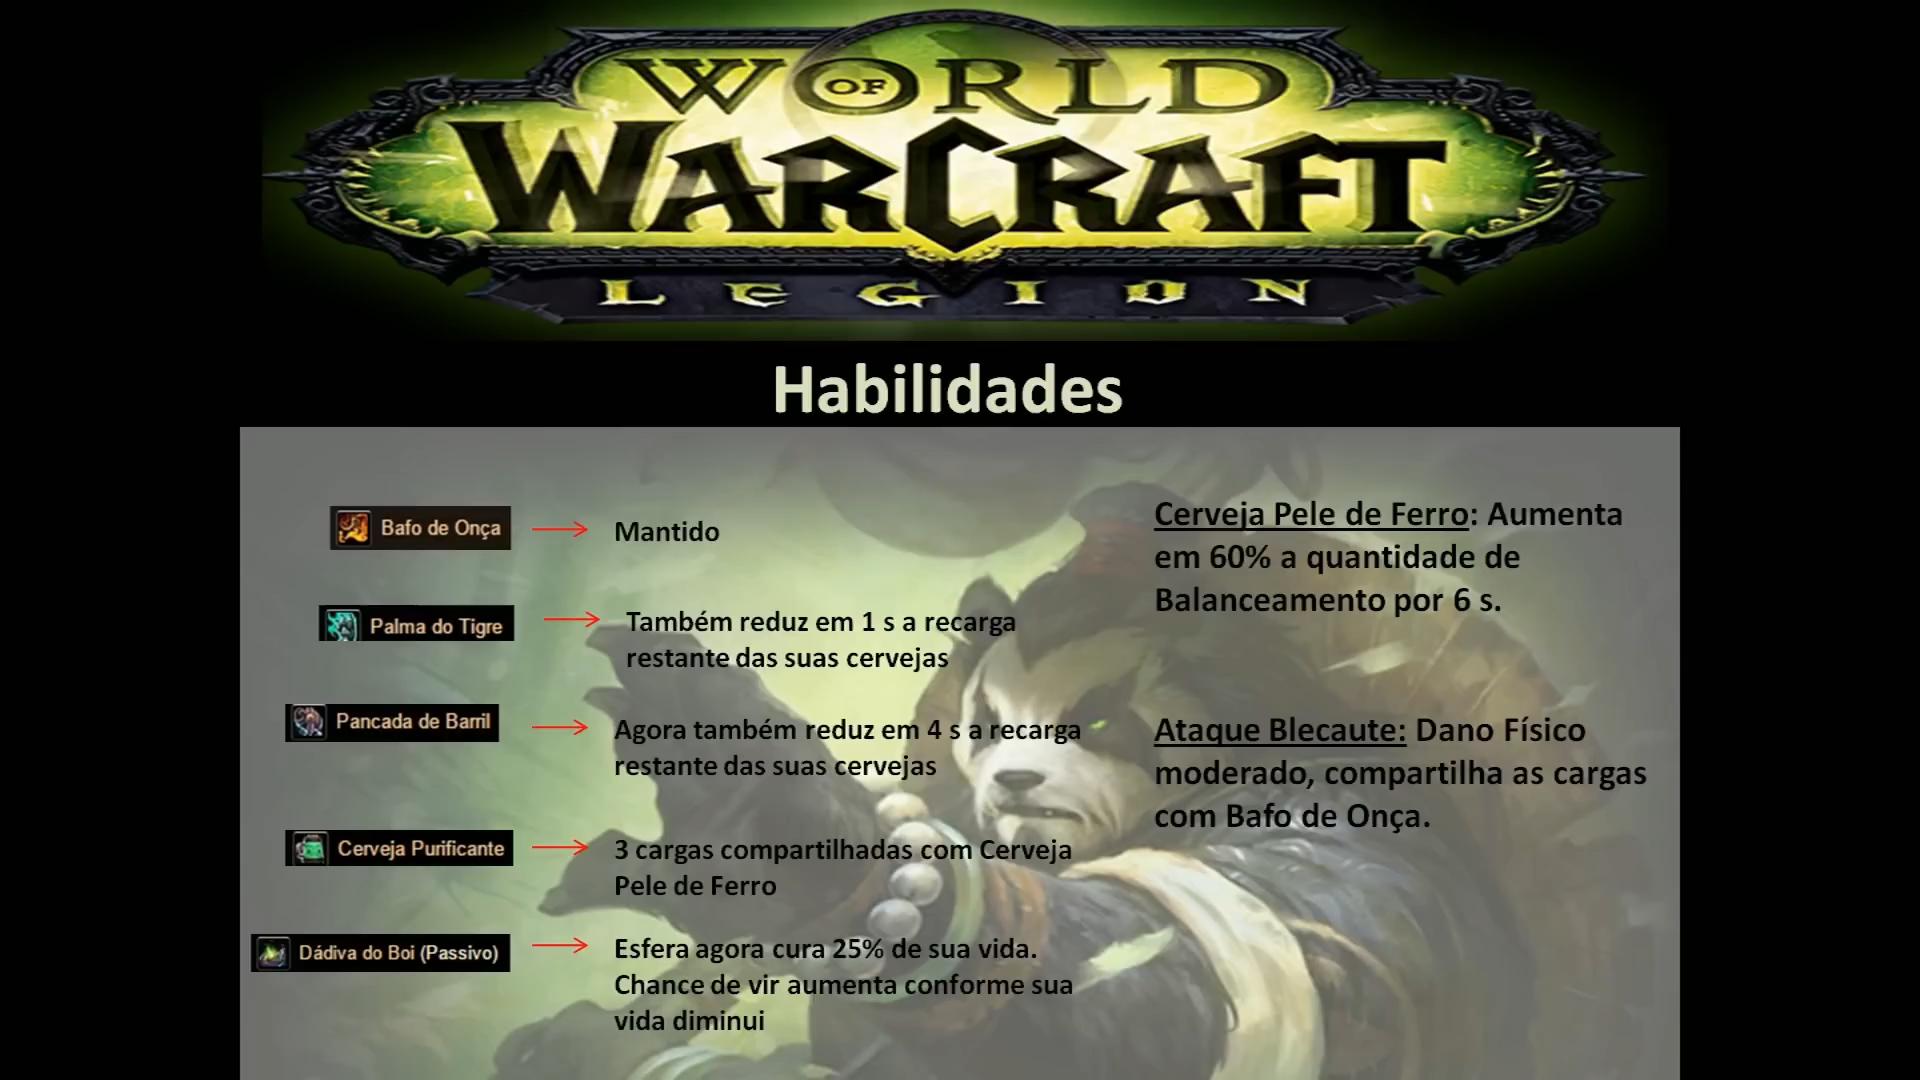 WORLD OF
WARCRAFT
LEGION
Habilidades
Bafo de Onça
Mantido
Palma do Tigre
Também reduz em 1 s a recarga
restante das suas cervejas
Pancada de Barril
Agora também reduz em 4 s a recarga
restante das suas cervejas
Cerveja Purificante
3 cargas compartilhadas com Cerveja
Pele de Ferro
Dádiva do Boi (Passivo)
Esfera agora cura 25% de sua vida.
Chance de vir aumenta conforme sua
vida diminui
Cerveja Pele de Ferro: Aumenta
em 60% a quantidade de
Balanceamento por 6 s.
Ataque Blecaute: Dano Físico
moderado, compartilha as cargas
com Bafo de Onça.